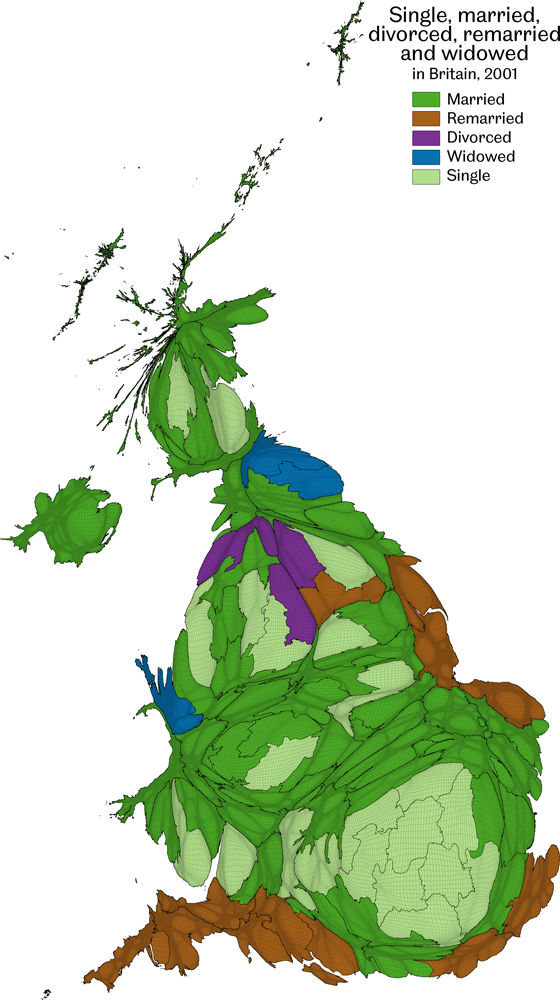 Single, married,
divorced, remarried
and widowed
in Britain, 2001
Married
Remarried
Divorced
Widowed
Single